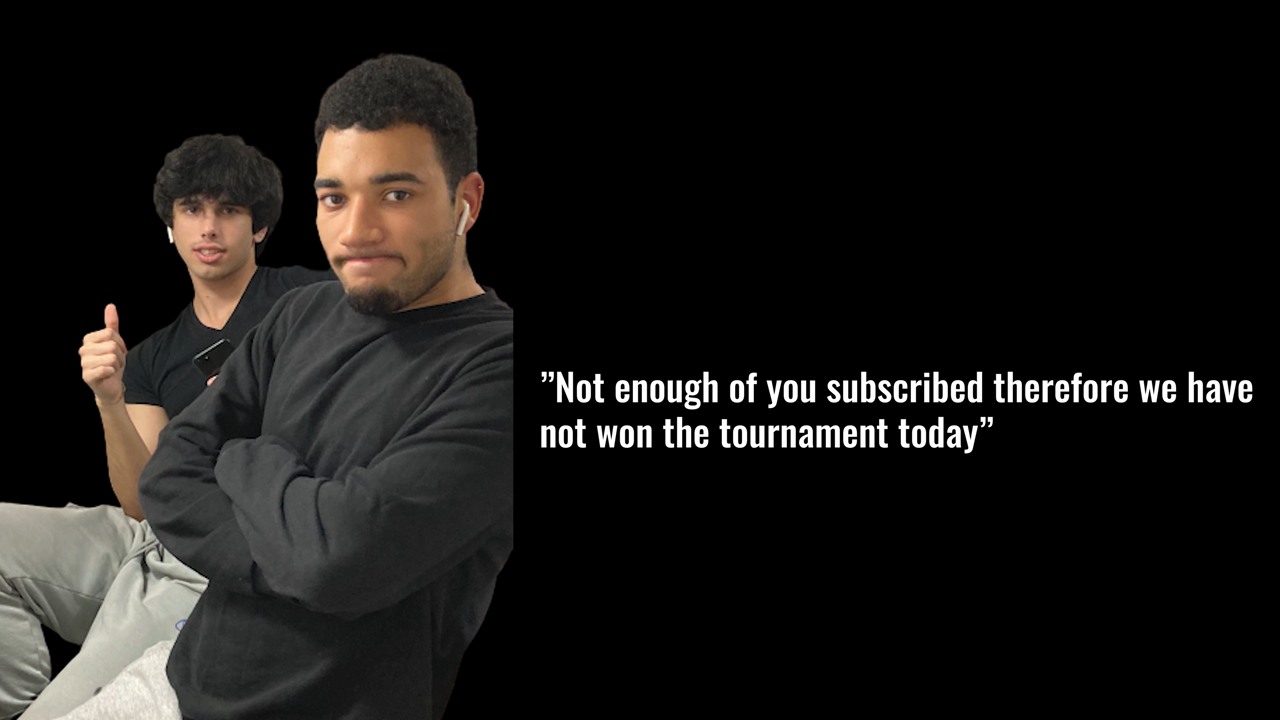 ”Not enough of you subscribed therefore we have
not won the tournament today”